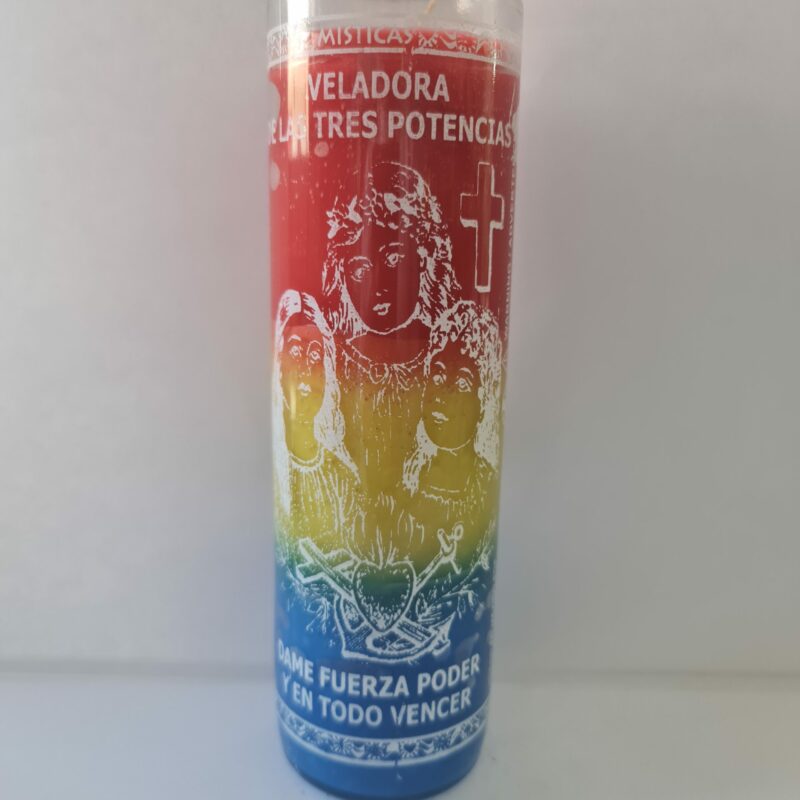 MISTICAS
VELADORA
de LAS TRES POTENCIAS
DAME FUERZA PODER
Y EN TODO VENCER